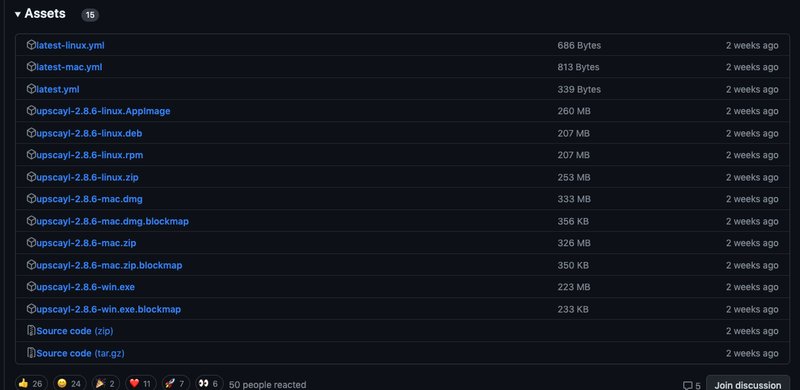 Assets 15
latest-linux.yml 686 Bytes 2 weeks ago
latest-mac.yml 813 Bytes 2 weeks ago
latest.yml 339 Bytes 2 weeks ago
upscayl-2.8.6-linux.AppImage 260 MB 2 weeks ago
upscayl-2.8.6-linux.deb 207 MB 2 weeks ago
upscayl-2.8.6-linux.rpm 207 MB 2 weeks ago
upscayl-2.8.6-linux.zip 253 MB 2 weeks ago
upscayl-2.8.6-mac.dmg 333 MB 2 weeks ago
upscayl-2.8.6-mac.dmg.blockmap 356 KB 2 weeks ago
upscayl-2.8.6-mac.zip 326 MB 2 weeks ago
upscayl-2.8.6-mac.zip.blockmap 350 KB 2 weeks ago
upscayl-2.8.6-win.exe 223 MB 2 weeks ago
upscayl-2.8.6-win.exe.blockmap 233 KB 2 weeks ago
Source code (zip) 2 weeks ago
Source code (tar.gz) 2 weeks ago
26 24 2 11 7 6 50 people reacted 5 Join discussion